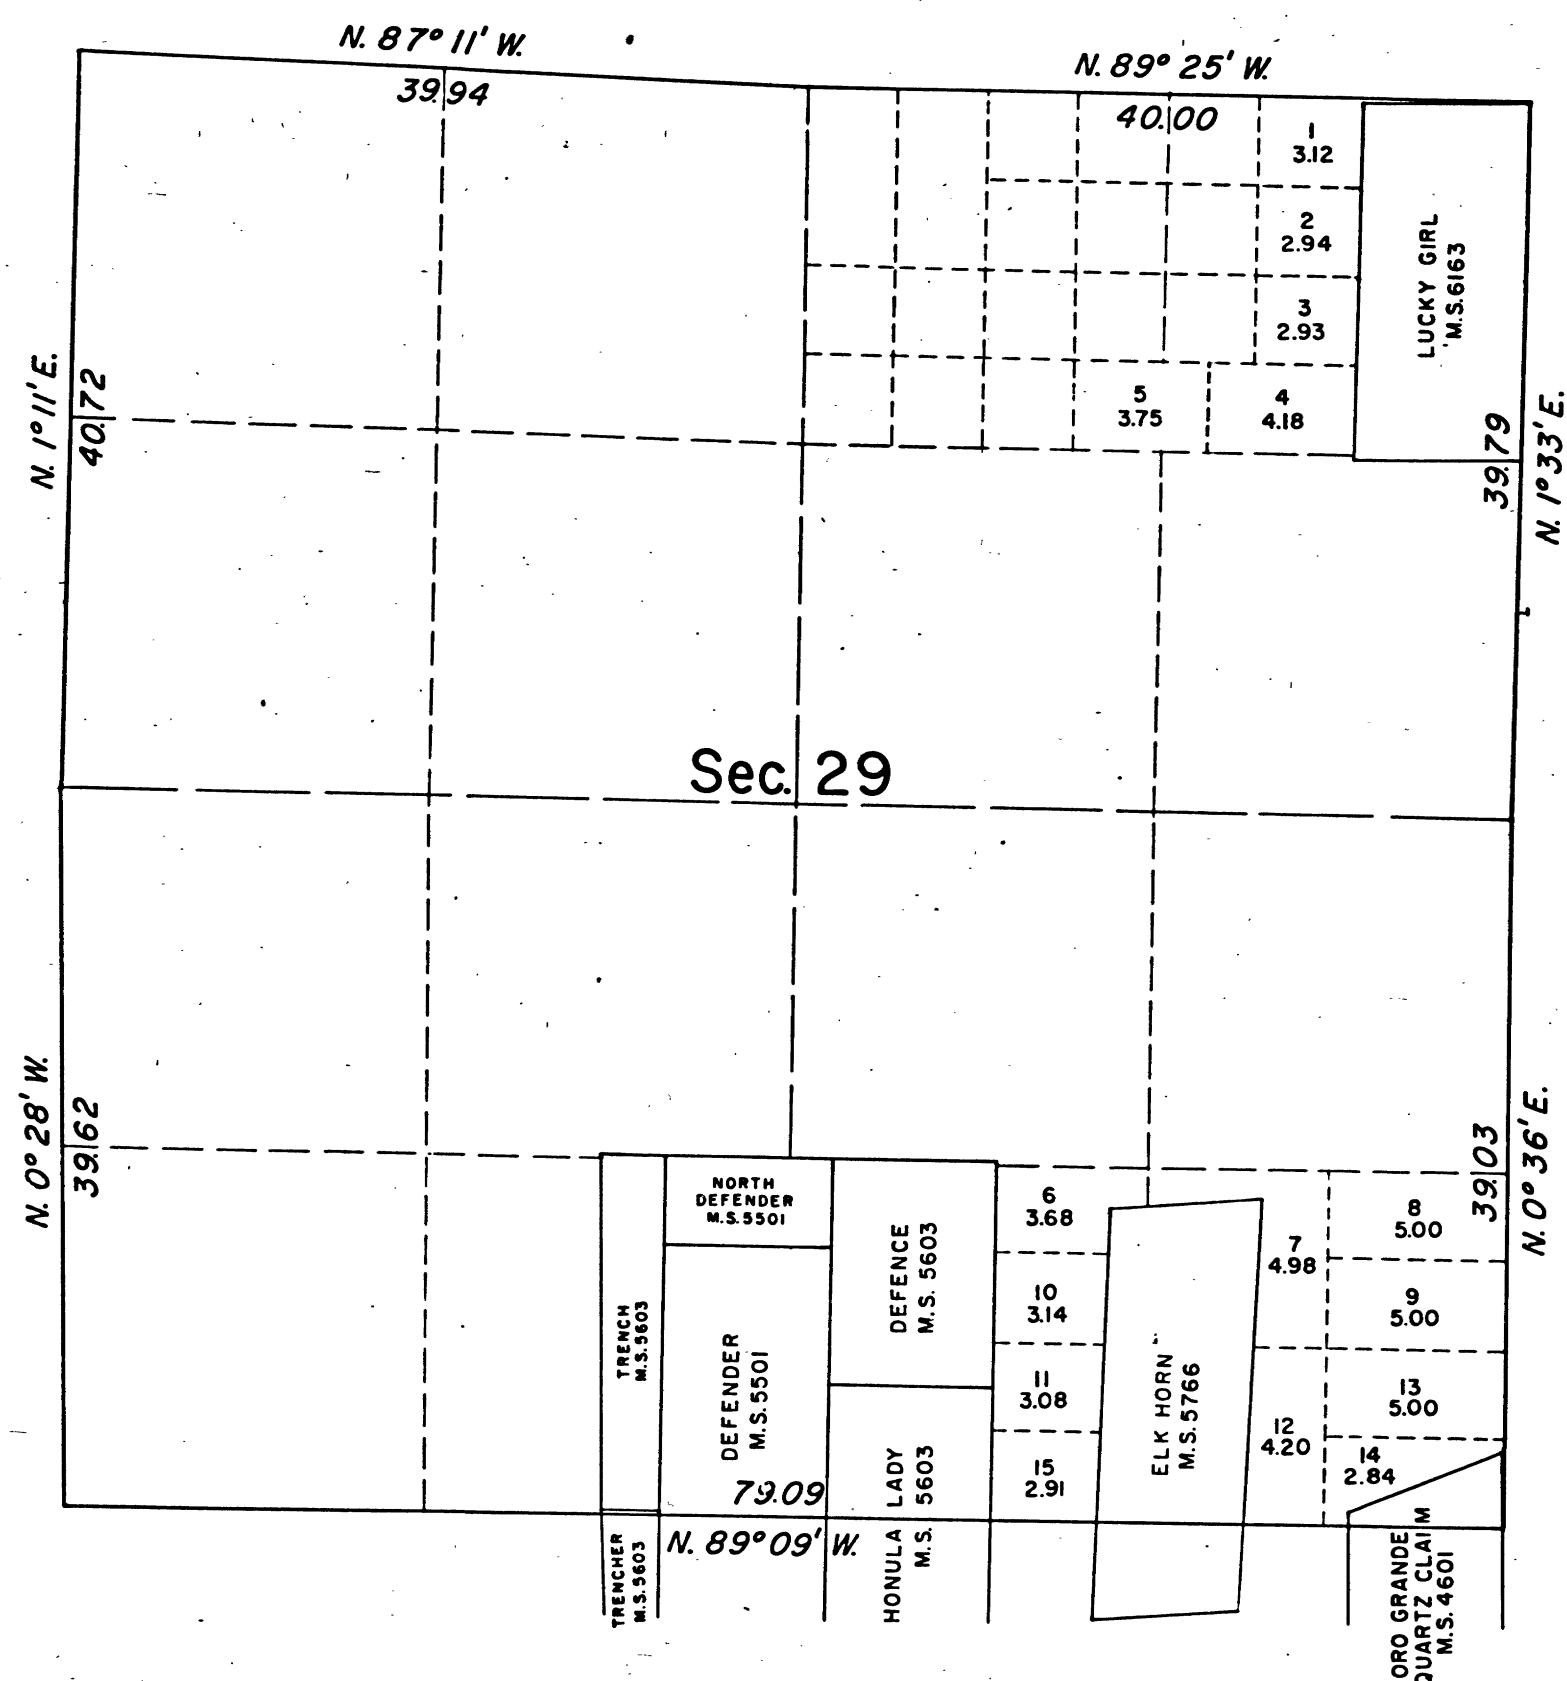 N. 87° 11' W.
39.94
N. 89° 25' W.
40.00
1
3.12
2
2.94
3
2.93
5
3.75
4
4.18
LUCKY GIRL
M.S.6163
N. 1° 11' E.
40.72
39.79
N. 1° 33' E.
Sec. 29
N. 0° 28' W.
39.62
39.03
N. 0° 36' E.
NORTH
DEFENDER
M.S.5501
TRENCH
M.S.5603
DEFENDER
M.S.5501
DEFENCE
M.S. 5603
6
3.68
10
3.14
11
3.08
15
2.91
ELK HORN
M.S.5766
7
4.98
12
4.20
8
5.00
9
5.00
13
5.00
14
2.84
79.09
N. 89° 09' W.
TRENCHER
M.S.5603
HONULA LADY
M.S. 5603
ORO GRANDE
QUARTZ CLAIM
M.S. 4601